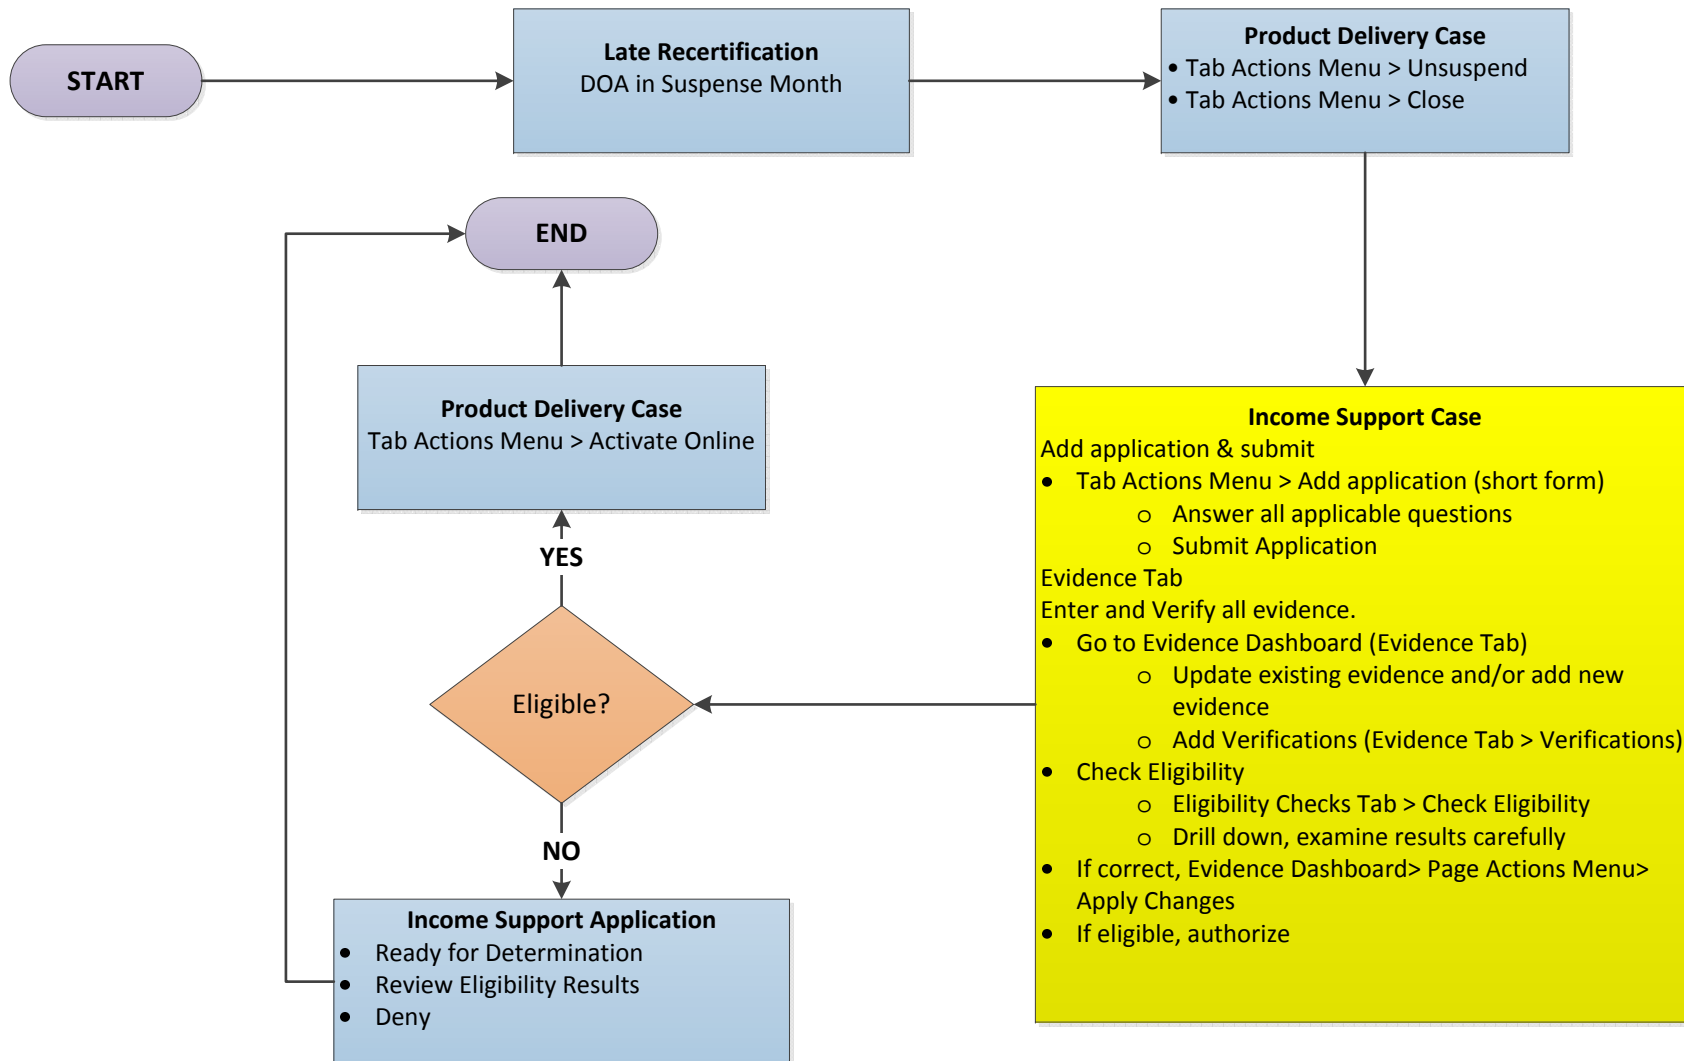 START
Late Recertification
DOA in Suspense Month
Product Delivery Case
• Tab Actions Menu > Unsuspend
• Tab Actions Menu > Close
END
Product Delivery Case
Tab Actions Menu > Activate Online
YES
Eligible?
NO
Income Support Application
• Ready for Determination
• Review Eligibility Results
• Deny
Income Support Case
Add application & submit
• Tab Actions Menu > Add application (short form)
o Answer all applicable questions
o Submit Application
Evidence Tab
Enter and Verify all evidence.
• Go to Evidence Dashboard (Evidence Tab)
o Update existing evidence and/or add new
evidence
o Add Verifications (Evidence Tab > Verifications)
• Check Eligibility
o Eligibility Checks Tab > Check Eligibility
o Drill down, examine results carefully
• If correct, Evidence Dashboard> Page Actions Menu>
Apply Changes
• If eligible, authorize